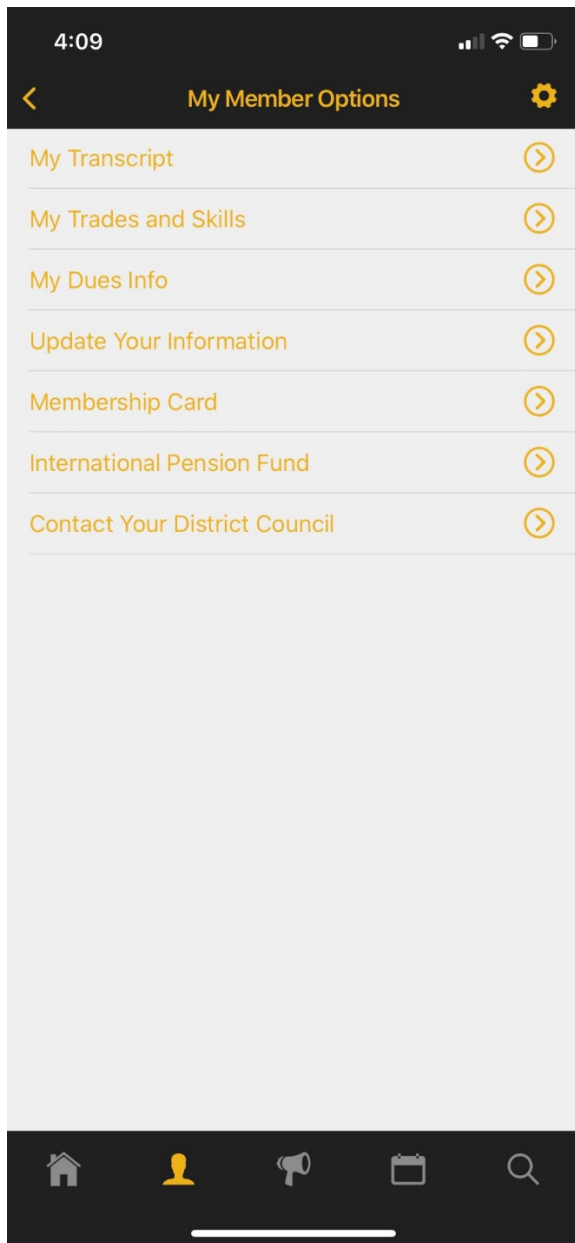 4:09
My Member Options
My Transcript
My Trades and Skills
My Dues Info
Update Your Information
Membership Card
International Pension Fund
Contact Your District Council